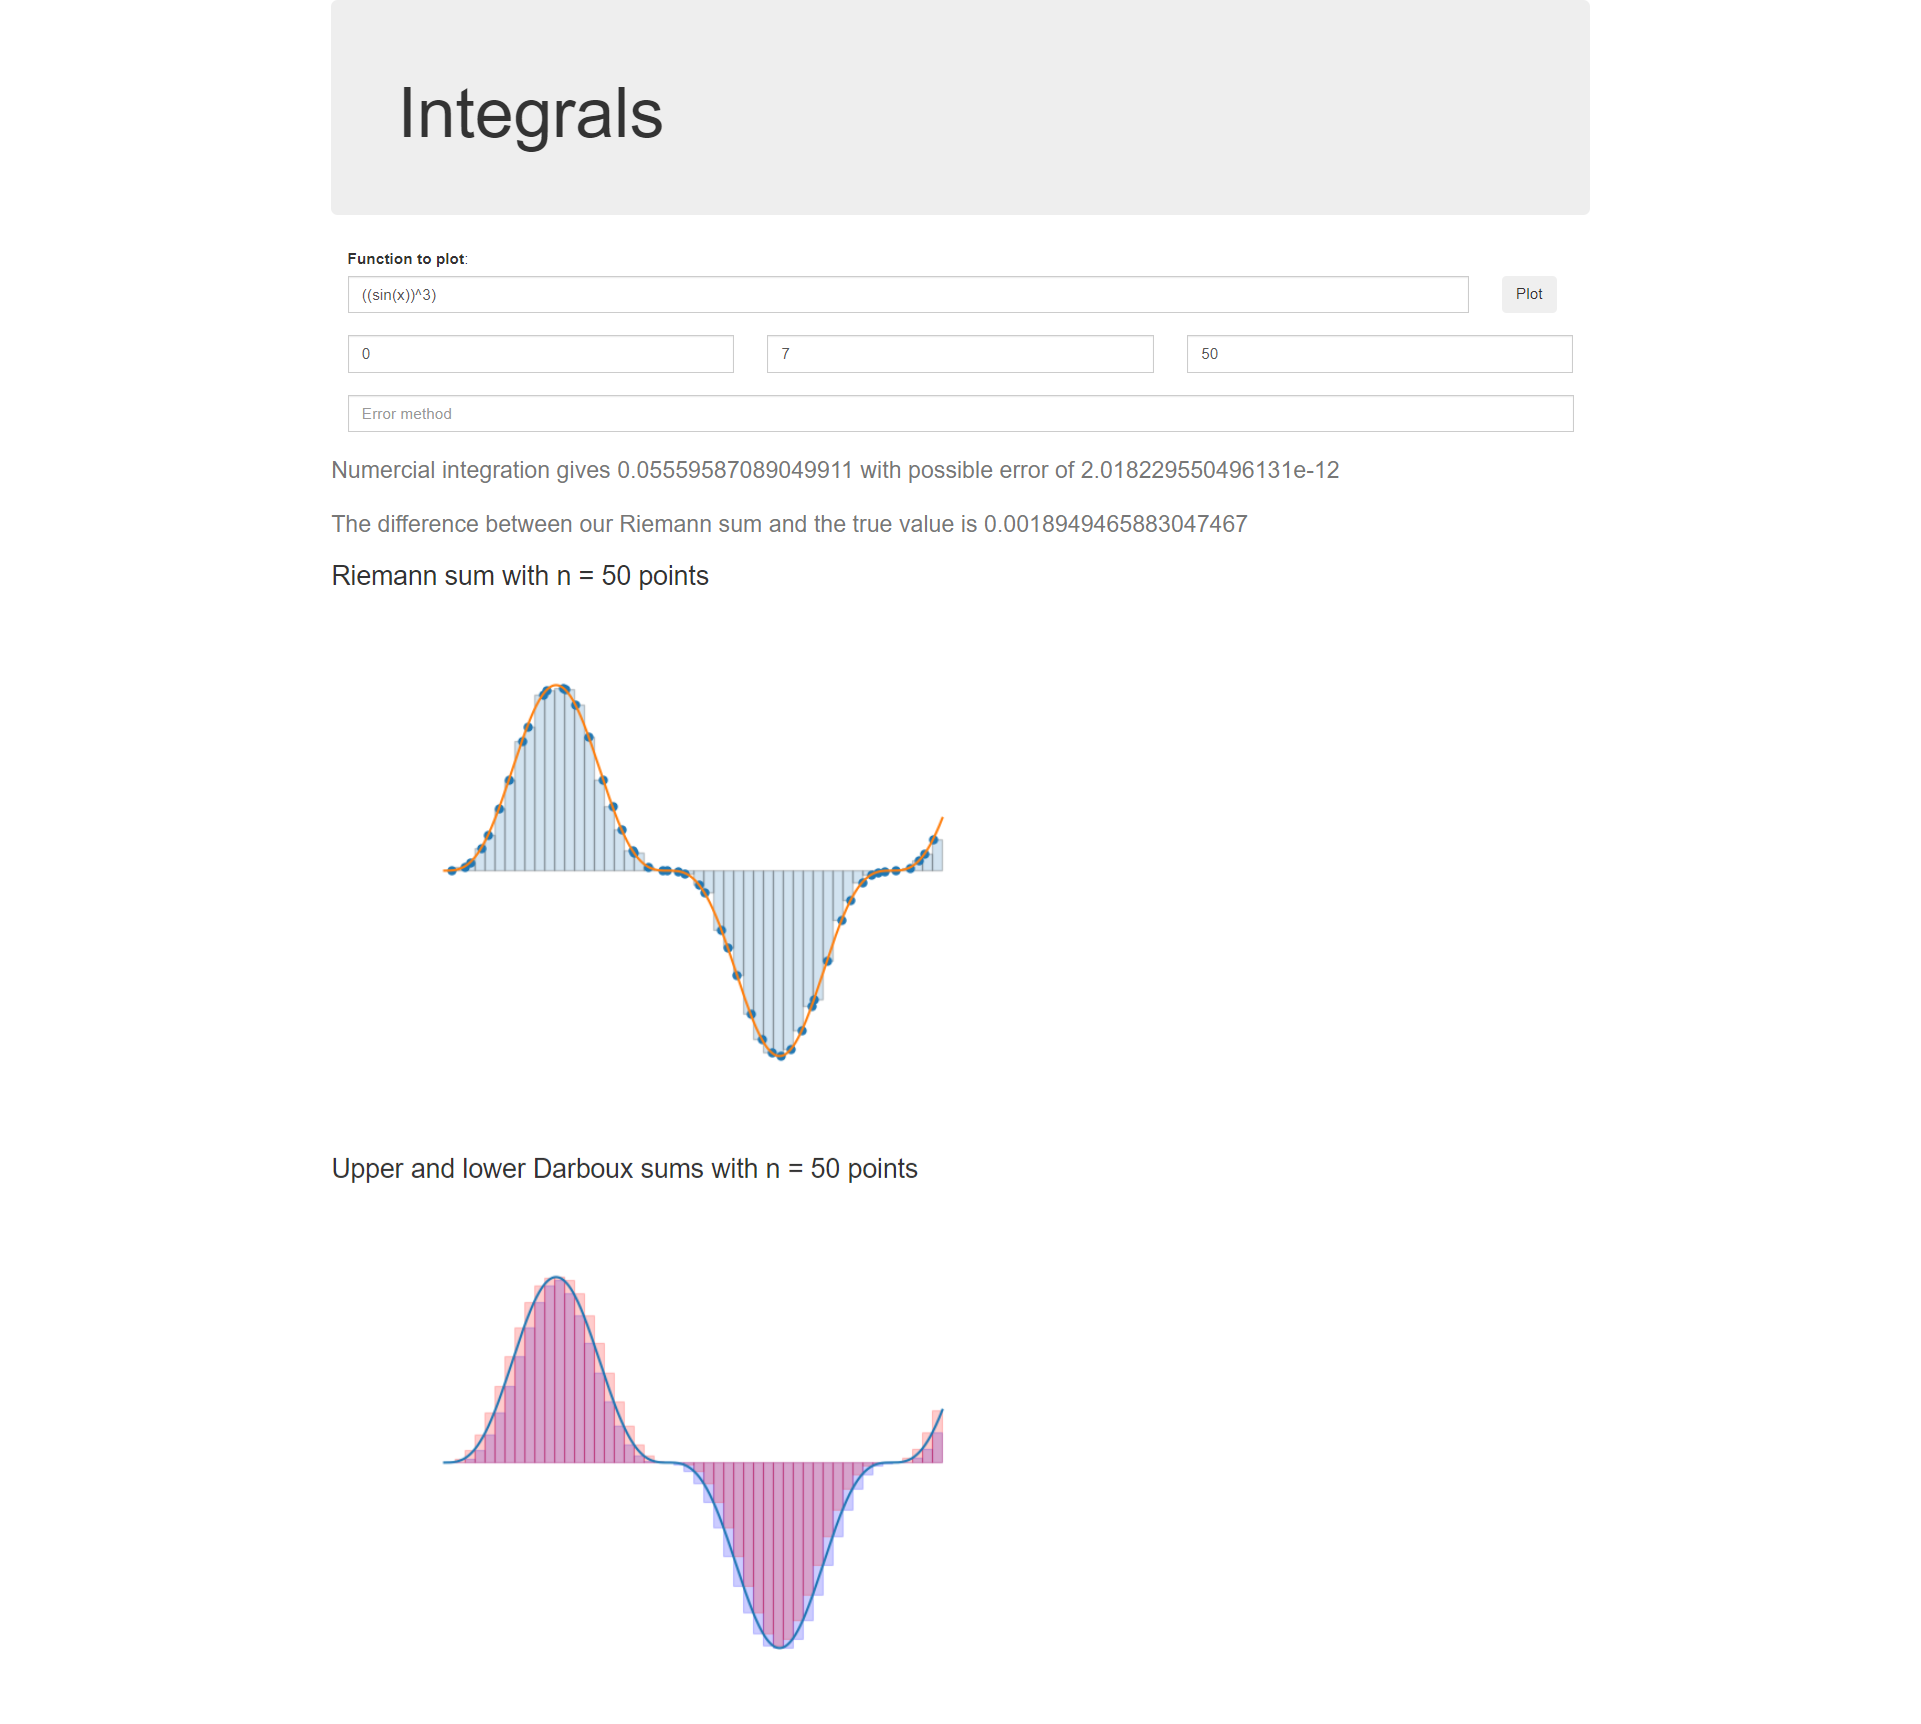 Integrals
Function to plot:
((sin(x))^3)
Plot
0 7 50
Error method
Numercial integration gives 0.05559587089049911 with possible error of 2.018229550496131e-12
The difference between our Riemann sum and the true value is 0.0018949465883047467
Riemann sum with n = 50 points
Upper and lower Darboux sums with n = 50 points